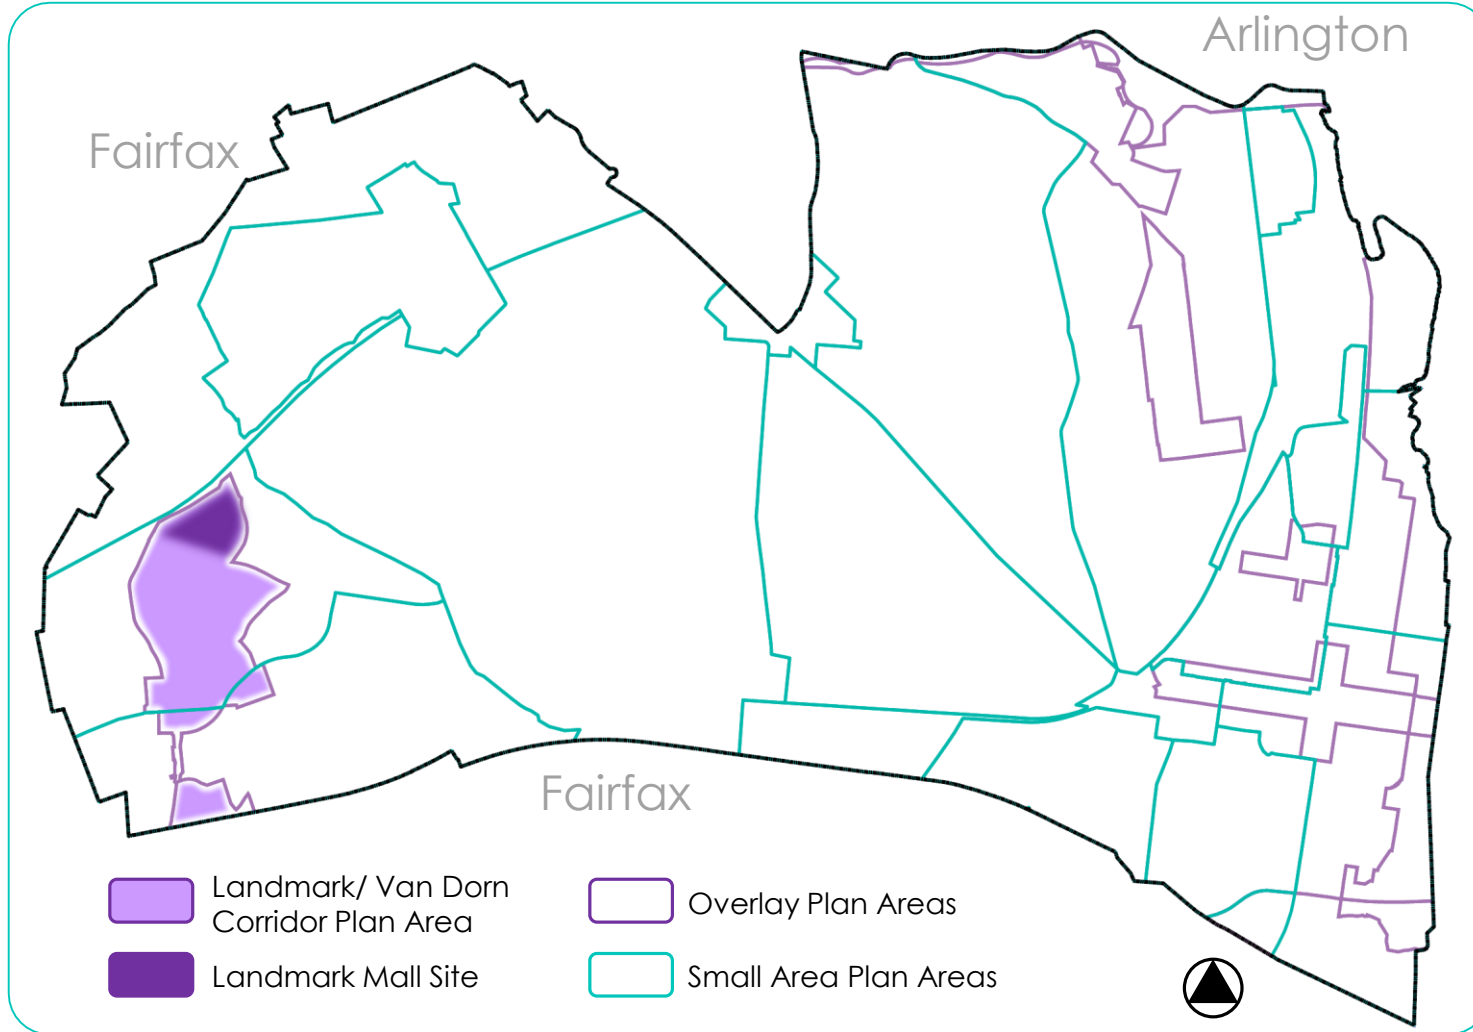 Arlington
Fairfax
Fairfax
Landmark/ Van Dorn
Corridor Plan Area
Landmark Mall Site
Overlay Plan Areas
Small Area Plan Areas